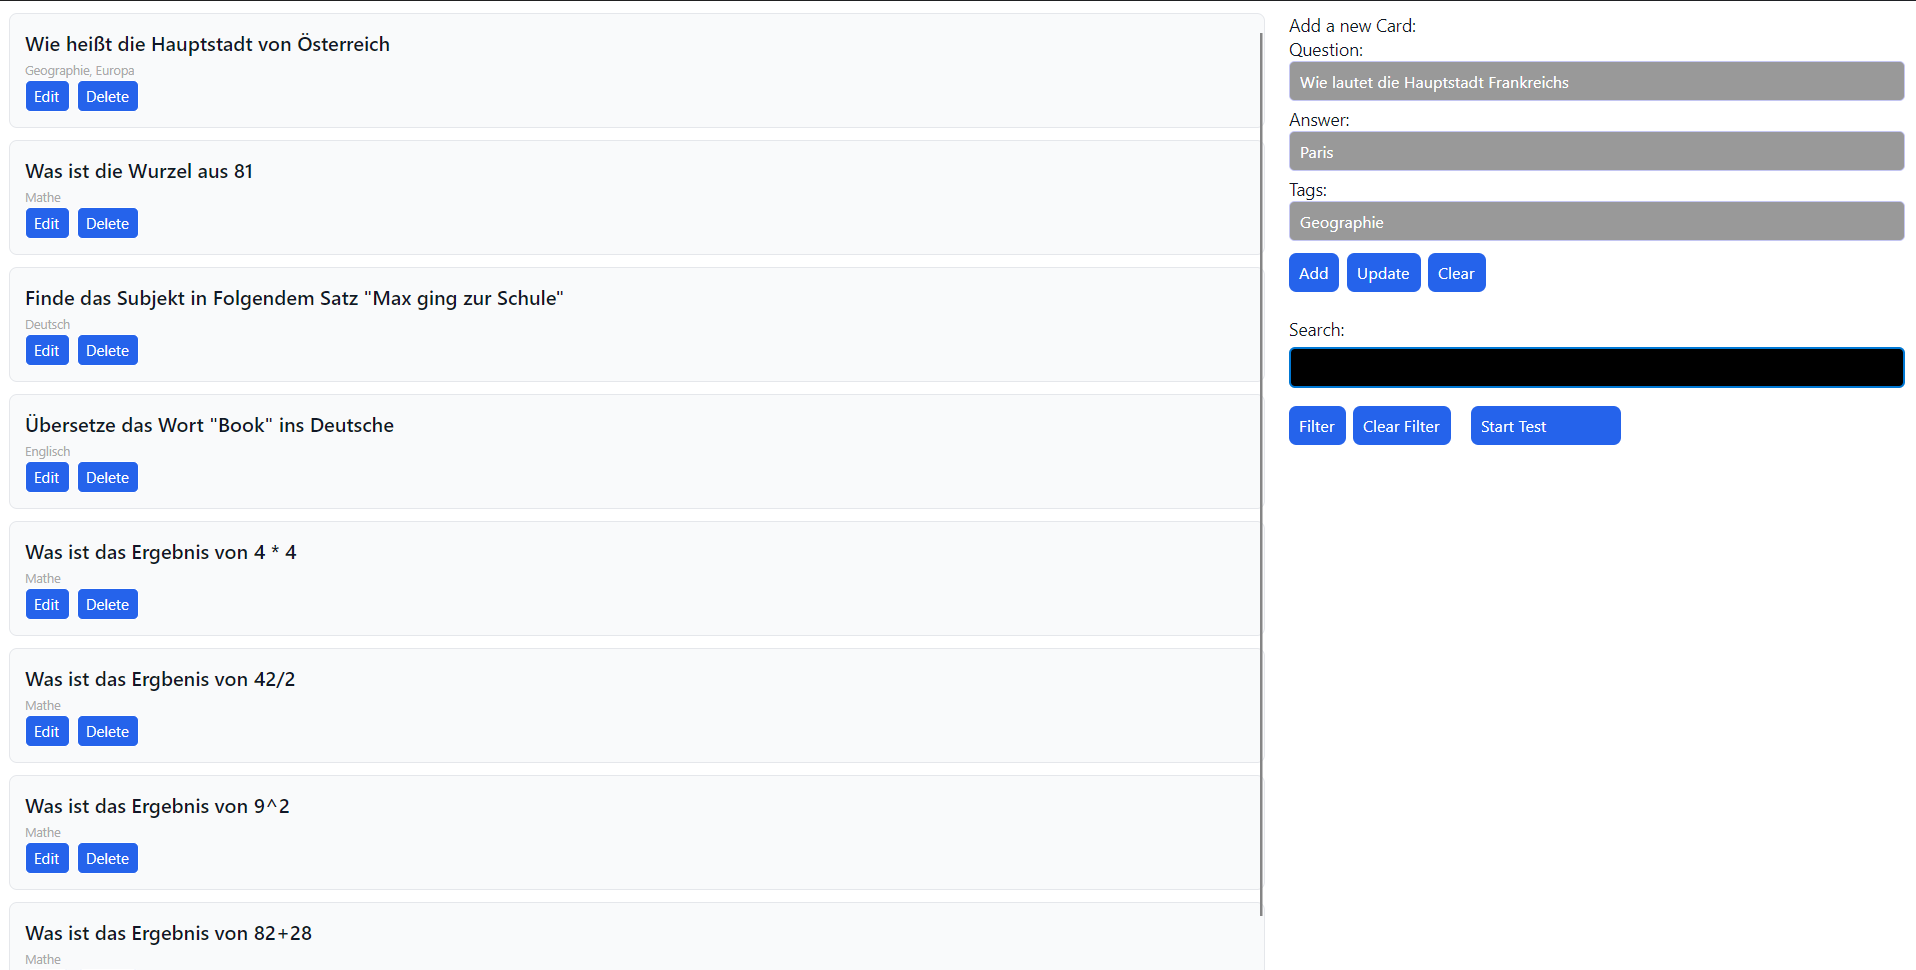 Wie heißt die Hauptstadt von Österreich
Geographie, Europa
Edit Delete
Was ist die Wurzel aus 81
Mathe
Edit Delete
Finde das Subjekt in Folgendem Satz "Max ging zur Schule"
Deutsch
Edit Delete
Übersetze das Wort "Book" ins Deutsche
Englisch
Edit Delete
Was ist das Ergebnis von 4 * 4
Mathe
Edit Delete
Was ist das Ergbenis von 42/2
Mathe
Edit Delete
Was ist das Ergebnis von 9^2
Mathe
Edit Delete
Was ist das Ergebnis von 82+28
Mathe
Add a new Card:
Question:
Wie lautet die Hauptstadt Frankreichs
Answer:
Paris
Tags:
Geographie
Add Update Clear
Search:
Filter Clear Filter Start Test